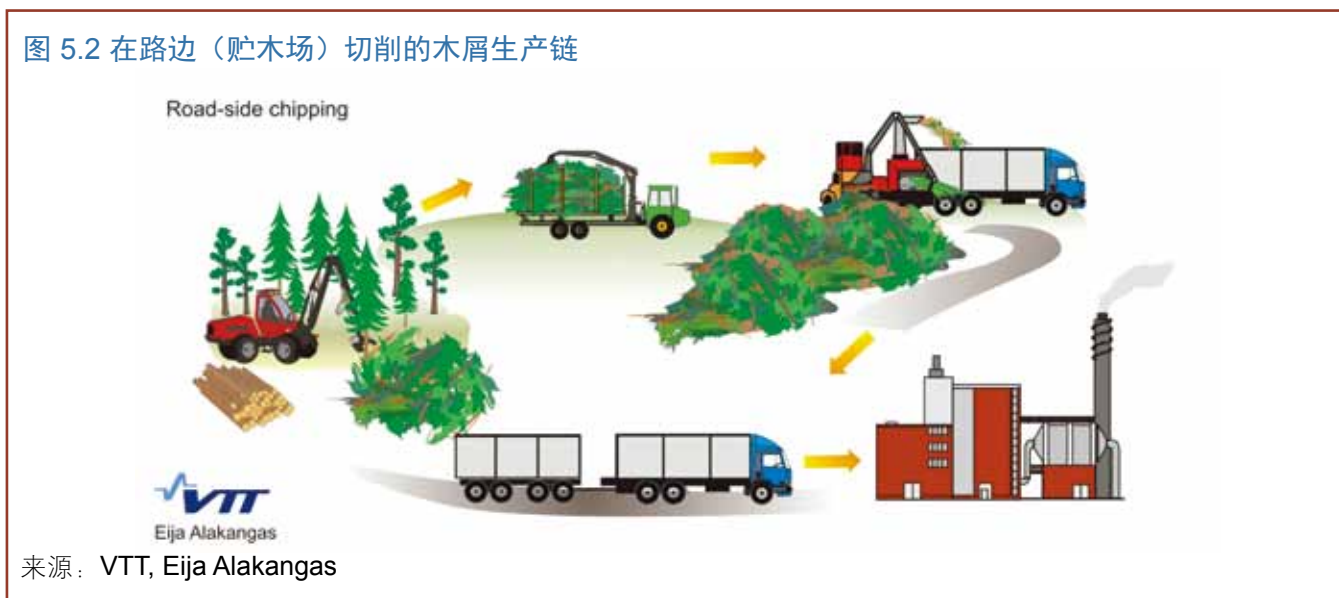 图 5.2 在路边（贮木场）切削的木屑生产链
Road-side chipping
VTT
Eija Alakangas
来源：VTT, Eija Alakangas